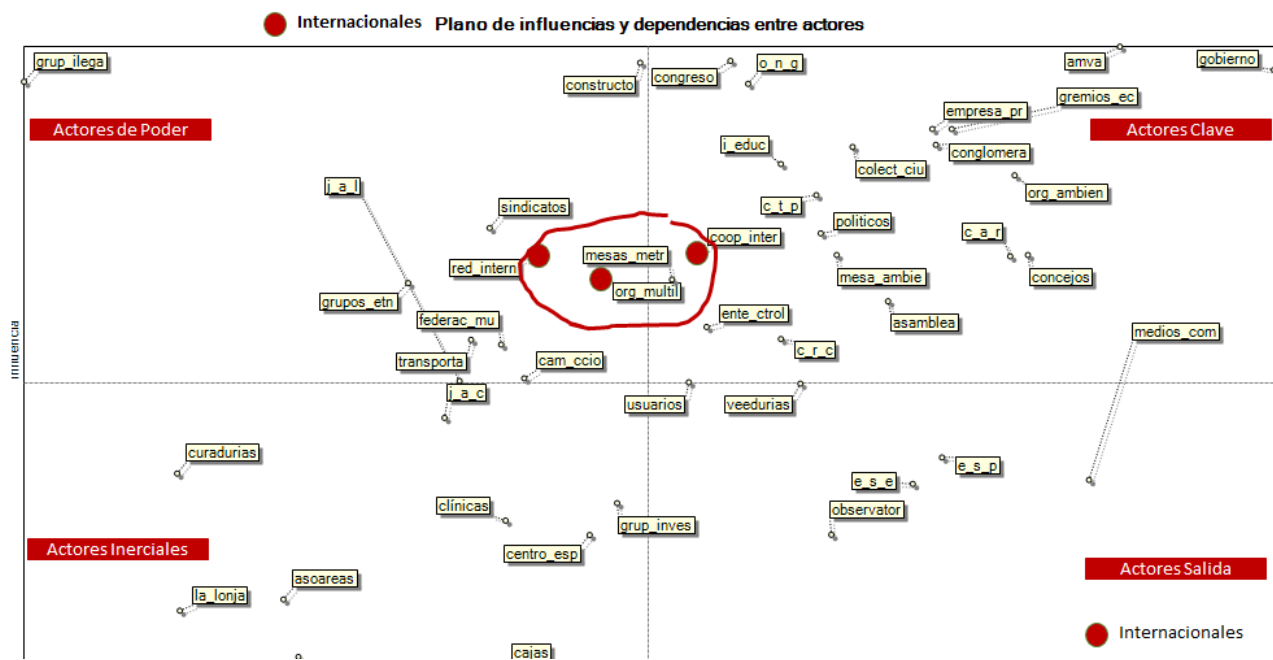 Internacionales
Plano de influencias y dependencias entre actores
grup_ilega
constructo
congreso
o_n_g
amva
gobierno
gremios_ec
empresa_pr
Actores de Poder
Actores Clave
i_educ
conglomera
colect_ciu
j_a_l
org_ambien
sindicatos
c_t_p
politicos
c_a_r
coop_inter
mesas_metr
red_intern
mesa_ambie
concejos
org_multil
grupos_etn
ente_ctrol
federac_mu
asamblea
medios_com
influencia
c_r_c
transporta
cam_ccio
j_a_c
usuarios
veedurias
curadurias
e_s_p
e_s_e
clínicas
observator
grup_inves
Actores Inerciales
centro_esp
Actores Salida
asoareas
la_lonja
Internacionales
cajas